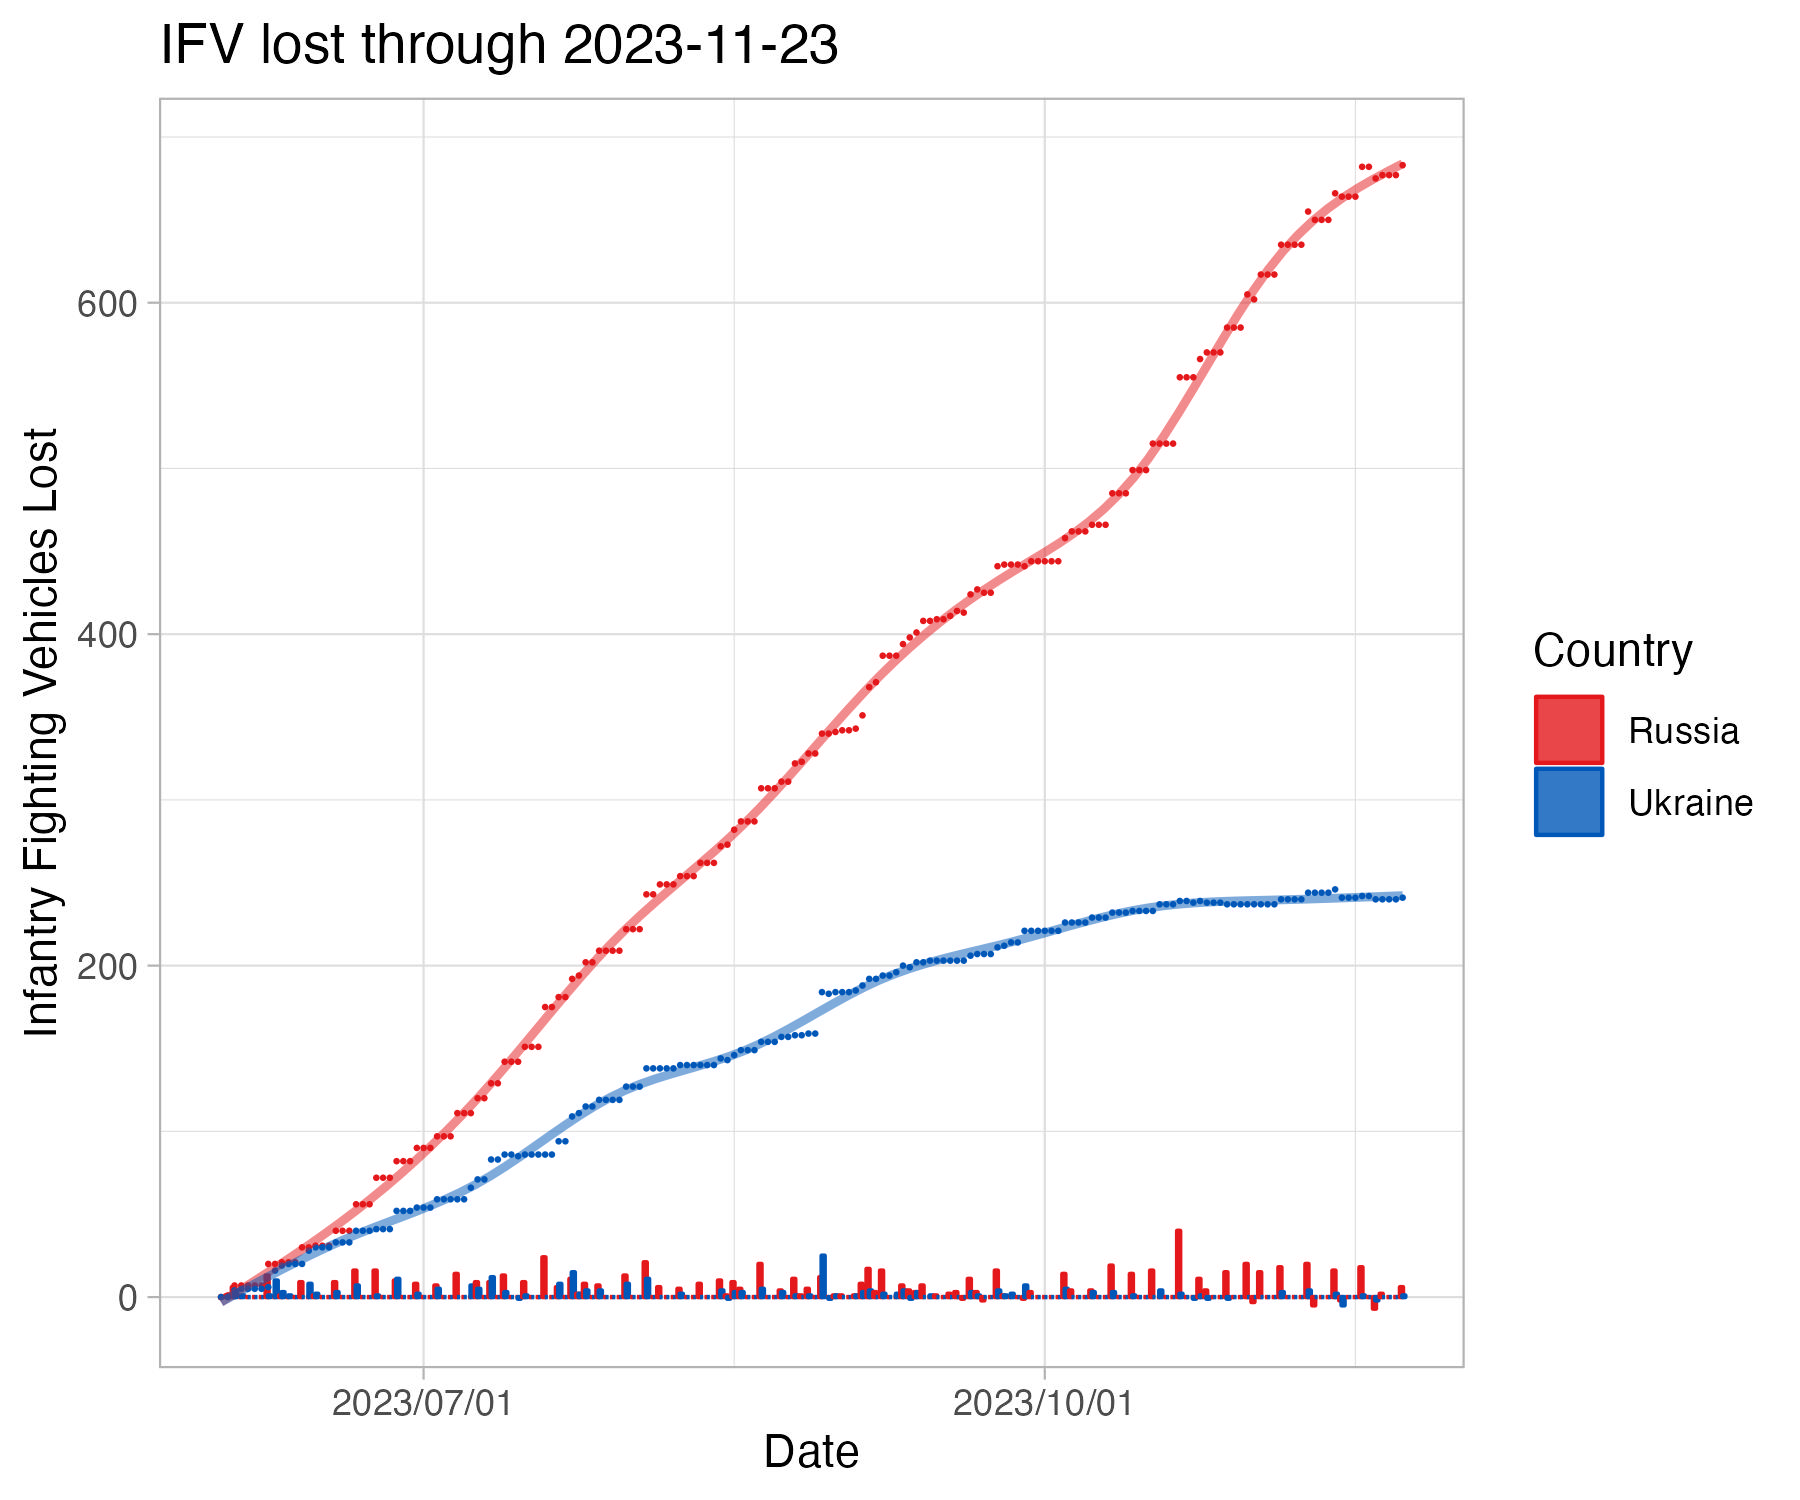 IFV lost through 2023-11-23
Infantry Fighting Vehicles Lost
600
400
200
0
2023/07/01
2023/10/01
Date
Country
Russia
Ukraine